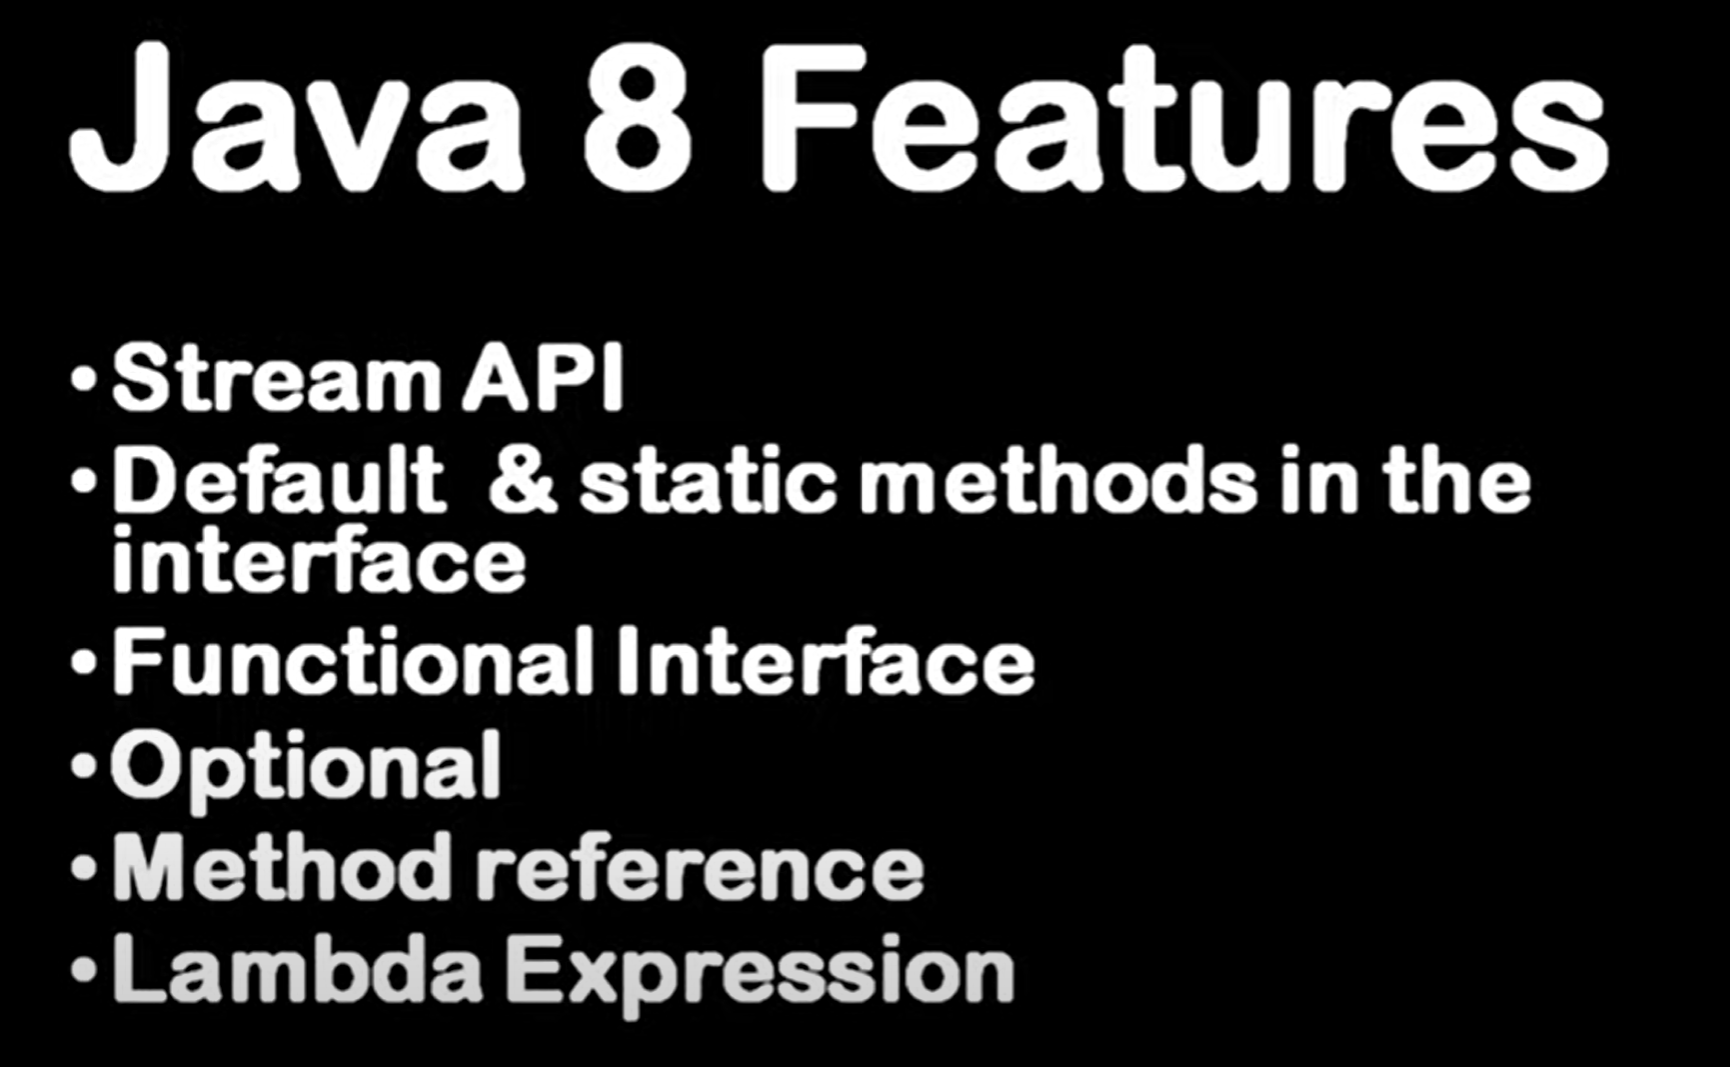 Java 8 Features
•Stream API
•Default & static methods in the
interface
•Functional Interface
•Optional
•Method reference
•Lambda Expression